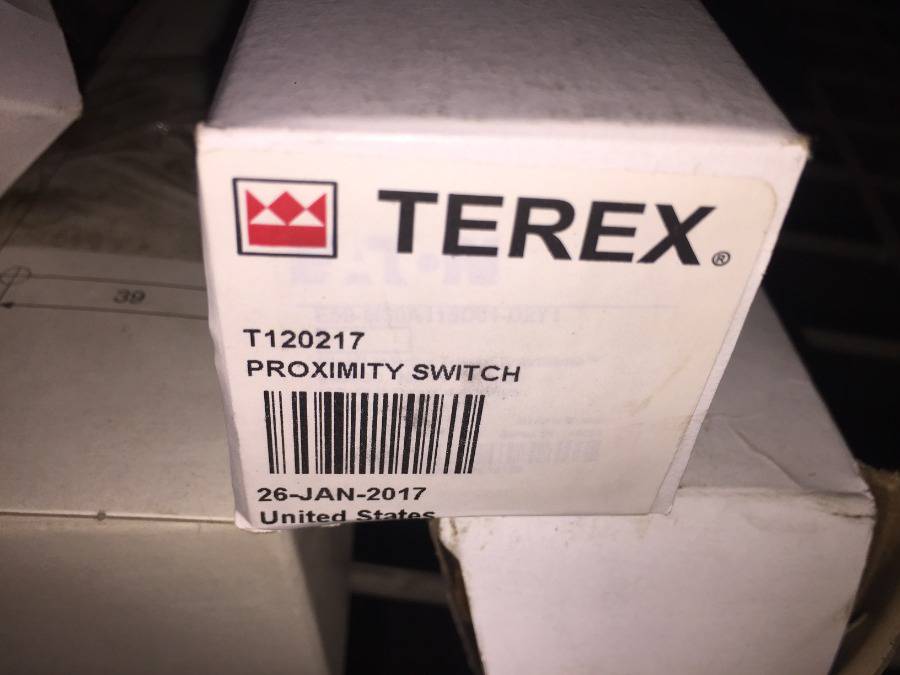 TEREX®
T120217
PROXIMITY SWITCH
26-JAN-2017
United States
39